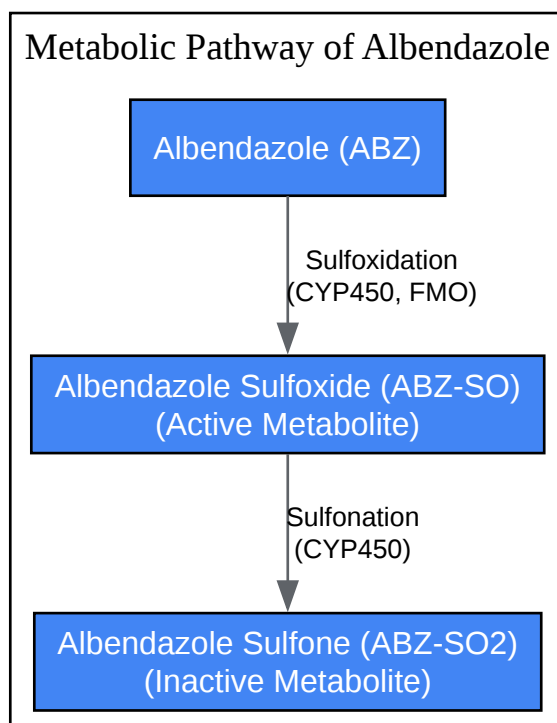 Metabolic Pathway of Albendazole
Albendazole (ABZ)
Sulfoxidation
(CYP450, FMO)
Albendazole Sulfoxide (ABZ-SO)
(Active Metabolite)
Sulfonation
(CYP450)
Albendazole Sulfone (ABZ-SO2)
(Inactive Metabolite)